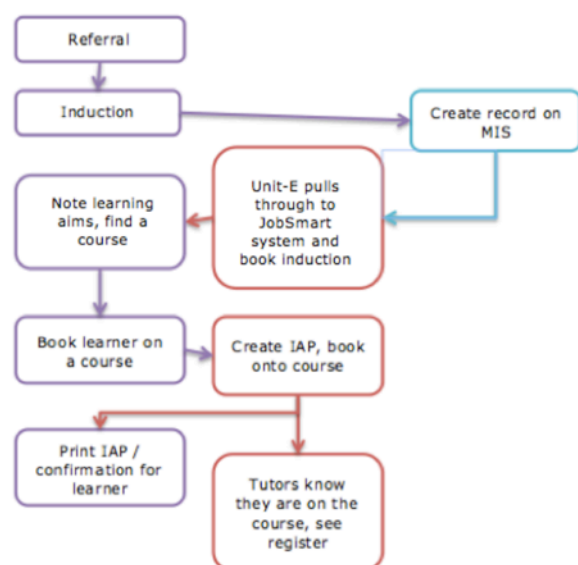 Referral
Induction
Create record on
MIS
Unit-E pulls
through to
JobSmart
system and
book induction
Note learning
aims, find a
course
Book learner on
a course
Create IAP, book
onto course
Print IAP /
confirmation for
learner
Tutors know
they are on the
course, see
register